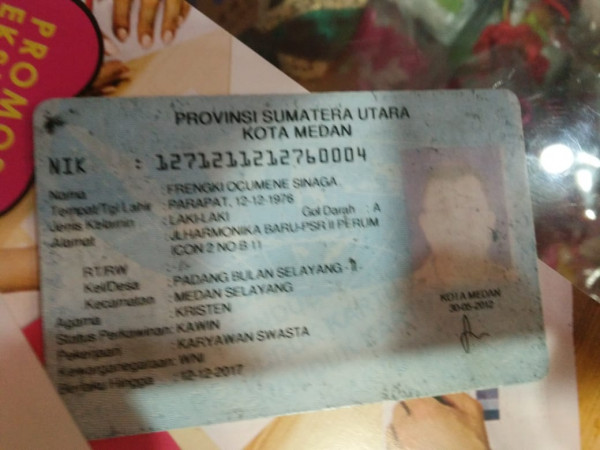 PROMO
EKS
PROVINSI SUMATERA UTARA
KOTA MEDAN
NIK : 1271211212760004
Nama : FRENGKI OCUMENE SINAGA
Tempat/Tgl Lahir : PARAPAT, 12-12-1976
Jenis Kelamin : LAKI-LAKI Gol Darah : A
Alamat : JLHARMONIKA BARU-PSR II PERUM
ICON 2 NO B 11
RT/RW
Kel/Desa : PADANG BULAN SELAYANG
Kecamatan : MEDAN SELAYANG
Agama : KRISTEN
Status Perkawinan: KAWIN
Pekerjaan : KARYAWAN SWASTA
Kewarganegaraan: WNI
Berlaku Hingga : 12-12-2017
KOTA MEDAN
30-05-2012